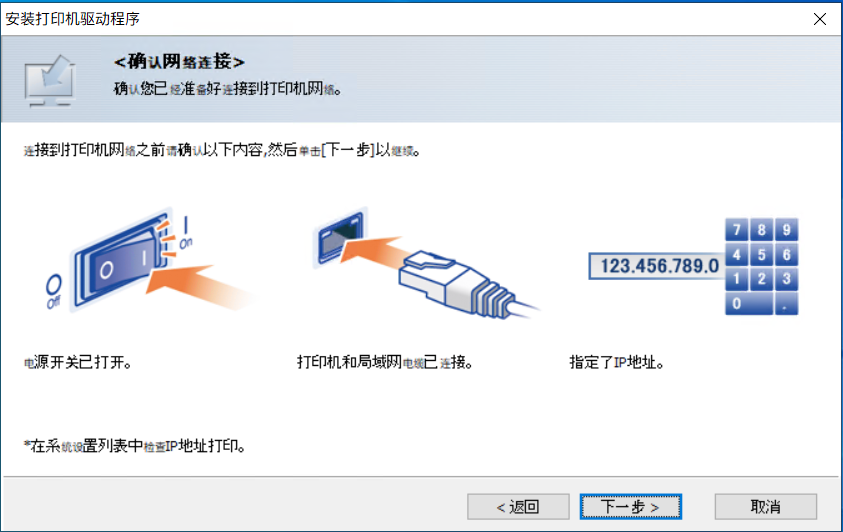 安装打印机驱动程序
<确认网络连接>
确认您已经准备好连接到打印机网络。
连接到打印机网络之前请确认以下内容,然后单击[下一步]以继续。
On
Off
123.456.789.0
7 8 9
4 5 6
1 2 3
0 .
电源开关已打开。
打印机和局域网电缆已连接。
指定了IP地址。
*在系统设置列表中检查IP地址打印。
< 返回
下一步 >
取消